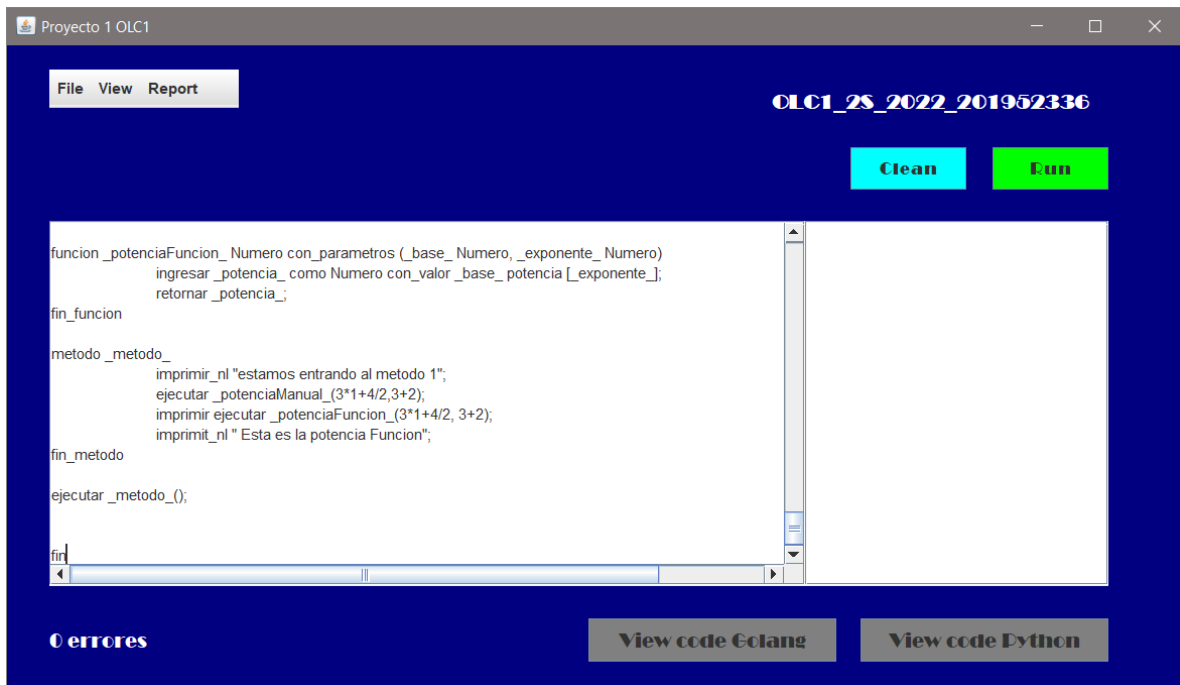 Proyecto 1 OLC1
File View Report
OLC1_2S_2022_201952336
Clean Run
funcion _potenciaFuncion_ Numero con_parametros (_base_ Numero, _exponente_ Numero)
ingresar _potencia_ como Numero con_valor _base_ potencia [_exponente_];
retornar _potencia_;
fin_funcion
metodo _metodo_
imprimir_nl "estamos entrando al metodo 1";
ejecutar _potenciaManual_(3*1+4/2,3+2);
imprimir ejecutar _potenciaFuncion_(3*1+4/2, 3+2);
imprimit_nl " Esta es la potencia Funcion";
fin_metodo
ejecutar _metodo_();
fin
0 errores
View code Golang View code Python